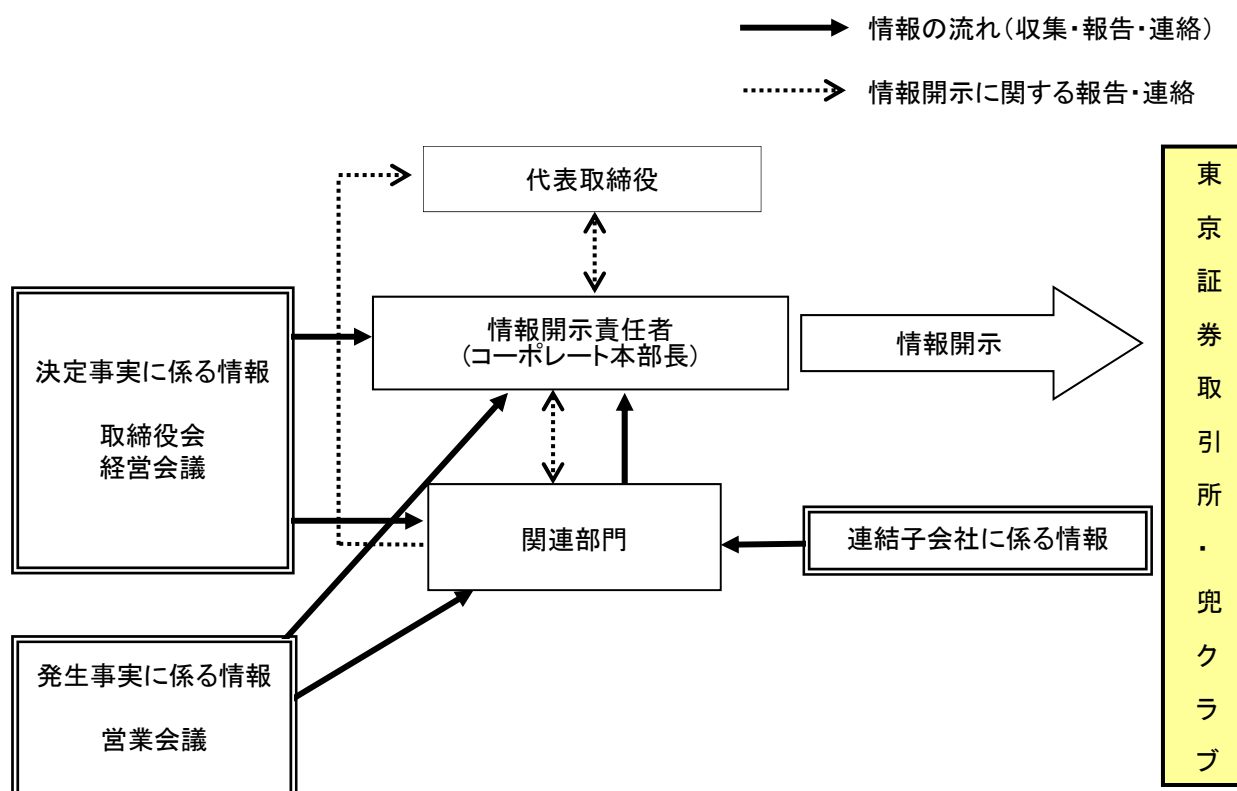 情報の流れ(収集・報告・連絡)
情報開示に関する報告・連絡
代表取締役
情報開示責任者
(コーポレート本部長)
情報開示
決定事実に係る情報
取締役会
経営会議
関連部門
連結子会社に係る情報
発生事実に係る情報
営業会議
東京証券取引所・兜クラブ